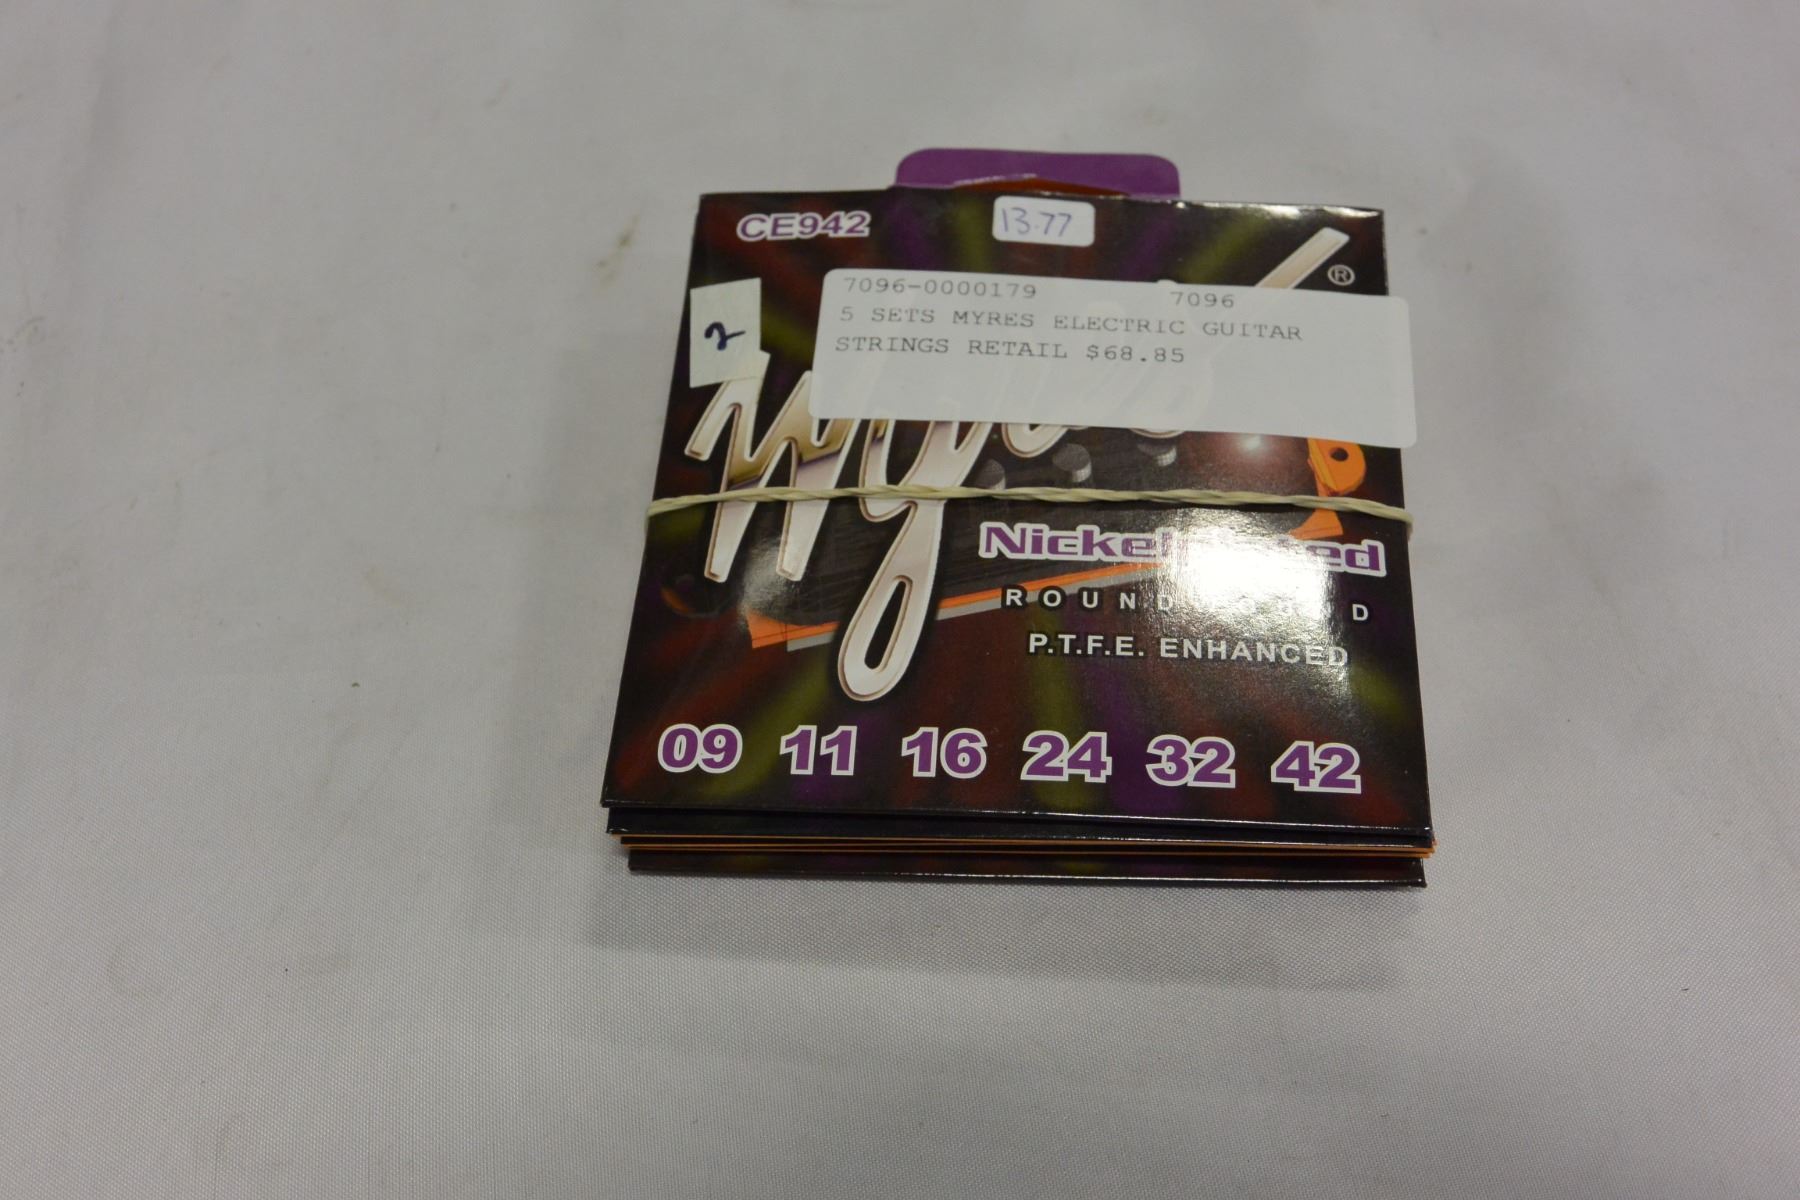 CE942
13.77
®
7096-0000179 7096
5 SETS MYRES ELECTRIC GUITAR
STRINGS RETAIL $68.85
2
P.T.F.E. ENHANCED
09 11 16 24 32 42